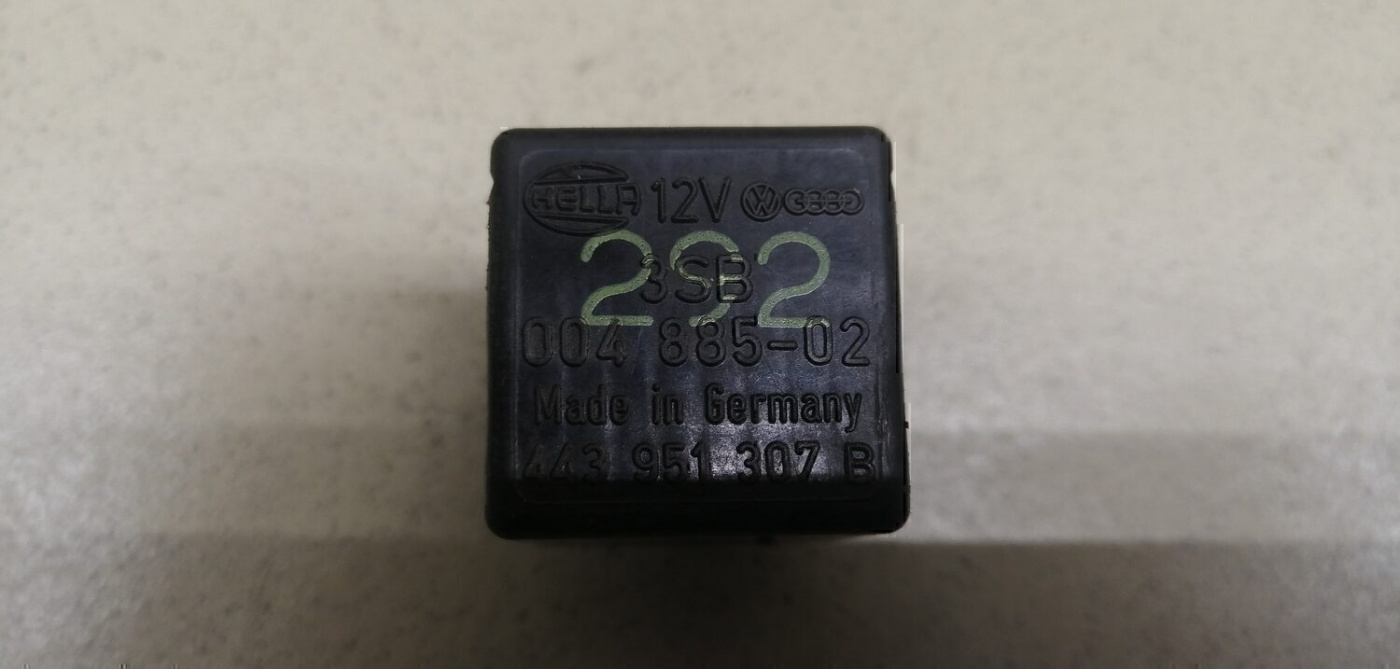 HELLA 12V
292
3SB
004 885-02
Made in Germany
443 951 307 B